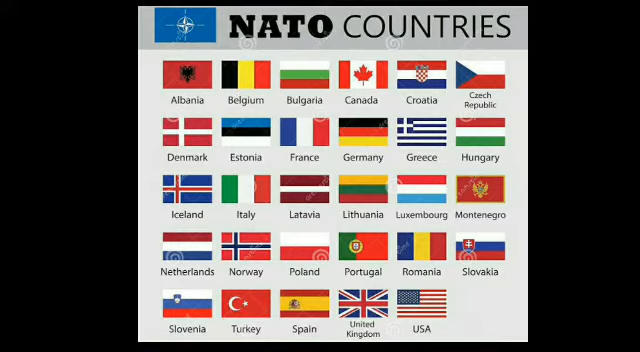 NATO COUNTRIES
Albania Belgium Bulgaria Canada Croatia Czech Republic
Denmark Estonia France Germany Greece Hungary
Iceland Italy Latavia Lithuania Luxembourg Montenegro
Netherlands Norway Poland Portugal Romania Slovakia
Slovenia Turkey Spain United Kingdom USA